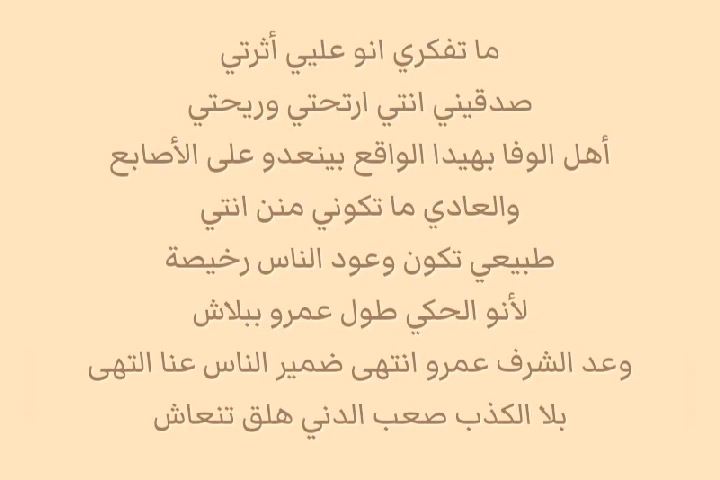 ما تفكري انو عليي أثرتي
صدقيني انتي ارتحتي وريحتي
أهل الوفا بهيدا الواقع بينعدو على الأصابع
والعادي ما تكوني منن انتي
طبيعي تكون وعود الناس رخيصة
لأنو الحكي طول عمرو ببلاش
وعد الشرف عمرو انتهى ضمير الناس عنا التهى
بلا الكذب صعب الدني هلق تنعاش